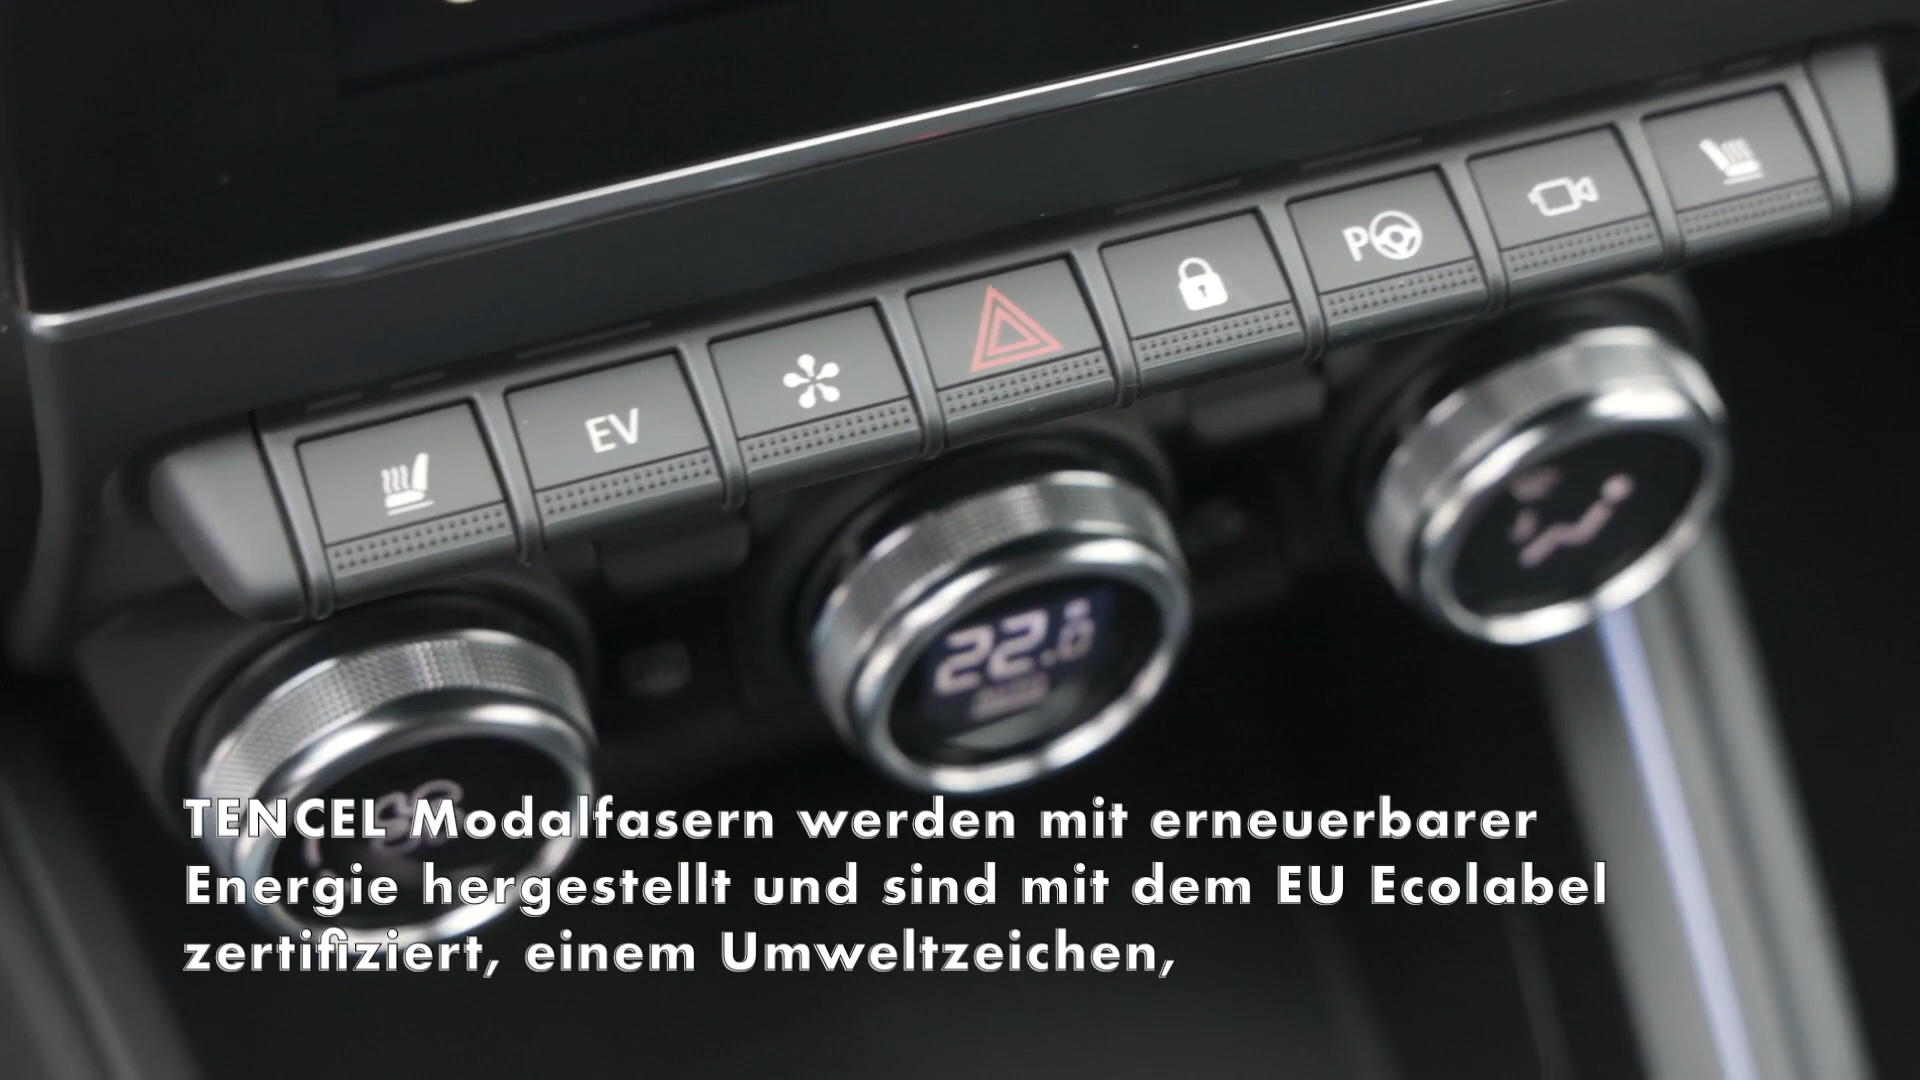 P
EV
22.0
TENCEL Modalfasern werden mit erneuerbarer
Energie hergestellt und sind mit dem EU Ecolabel
zertifiziert, einem Umweltzeichen,